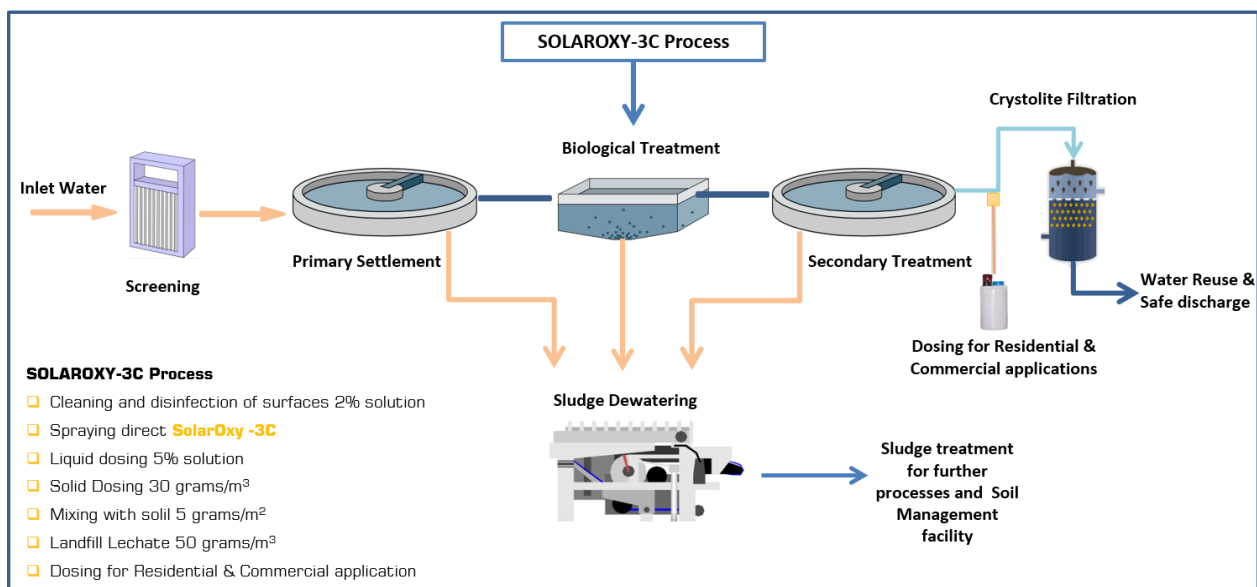 SOLAROXY-3C Process
Crystolite Filtration
Biological Treatment
Inlet Water
Primary Settlement
Secondary Treatment
Screening
Water Reuse &
Safe discharge
Dosing for Residential &
Commercial applications
SOLAROXY-3C Process
Cleaning and disinfection of surfaces 2% solution
Spraying direct SolarOxy -3C
Liquid dosing 5% solution
Solid Dosing 30 grams/m³
Mixing with solil 5 grams/m²
Landfill Lechate 50 grams/m³
Dosing for Residential & Commercial application
Sludge Dewatering
Sludge treatment
for further
processes and Soil
Management
facility